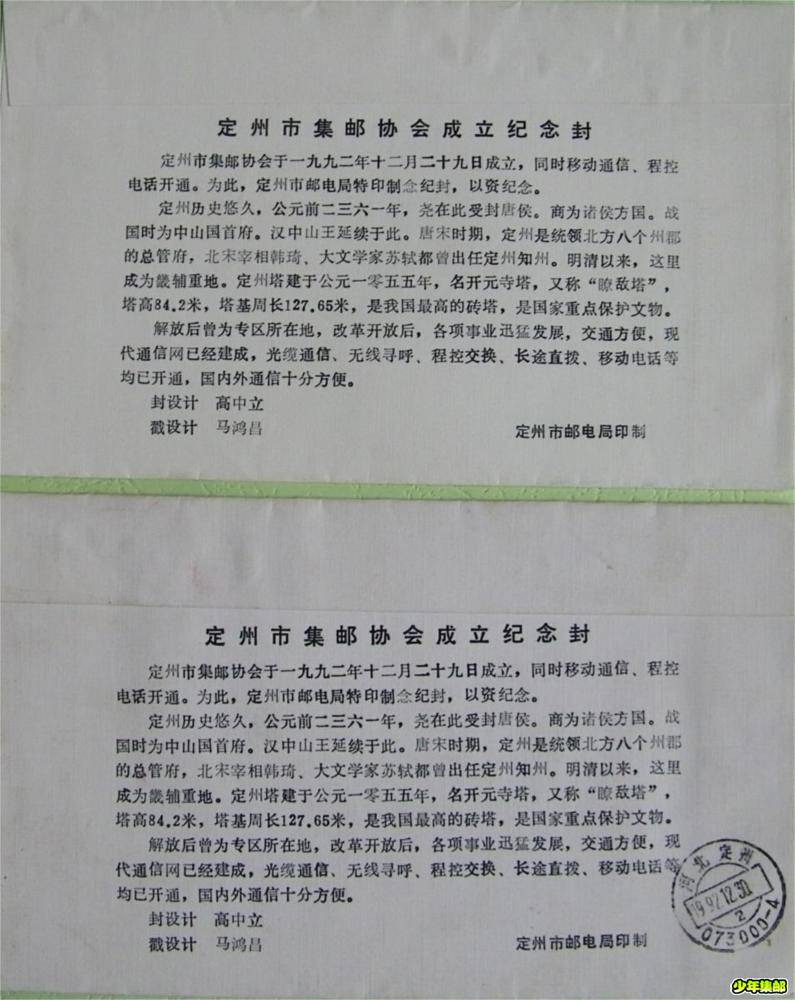 定州市集邮协会成立纪念封
定州市集邮协会于一九九二年十二月二十九日成立，同时移动通信、程控
电话开通。为此，定州市邮电局特印制念纪封，以资纪念。
定州历史悠久，公元前二三六一年，尧在此受封唐侯。商为诸侯方国。战
国时为中山国首府。汉中山王延续于此。唐宋时期，定州是统领北方八个州郡
的总管府，北宋宰相韩琦、大文学家苏轼都曾出任定州知州。明清以来，这里
成为畿辅重地。定州塔建于公元一零五五年，名开元寺塔，又称“瞭敌塔”，
塔高84.2米，塔基周长127.65米，是我国最高的砖塔，是国家重点保护文物。
解放后曾为专区所在地，改革开放后，各项事业迅猛发展，交通方便，现
代通信网已经建成，光缆通信、无线寻呼、程控交换、长途直拨、移动电话等
均已开通，国内外通信十分方便。
封设计 高中立
戳设计 马鸿昌 定州市邮电局印制
定州市集邮协会成立纪念封
定州市集邮协会于一九九二年十二月二十九日成立，同时移动通信、程控
电话开通。为此，定州市邮电局特印制念纪封，以资纪念。
定州历史悠久，公元前二三六一年，尧在此受封唐侯。商为诸侯方国。战
国时为中山国首府。汉中山王延续于此。唐宋时期，定州是统领北方八个州郡
的总管府，北宋宰相韩琦、大文学家苏轼都曾出任定州知州。明清以来，这里
成为畿辅重地。定州塔建于公元一零五五年，名开元寺塔，又称“瞭敌塔”，
塔高84.2米，塔基周长127.65米，是我国最高的砖塔，是国家重点保护文物。
解放后曾为专区所在地，改革开放后，各项事业迅猛发展，交通方便，现
代通信网已经建成，光缆通信、无线寻呼、程控交换、长途直拨、移动电话等
均已开通，国内外通信十分方便。
封设计 高中立
戳设计 马鸿昌 定州市邮电局印制
河北定州
1992.12.30
2
073000-4
少年集邮